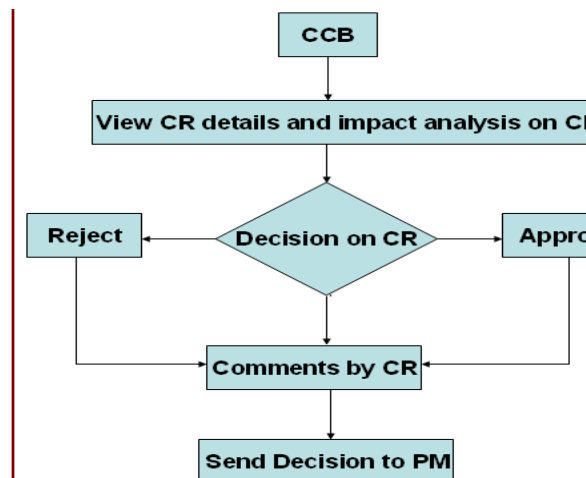 CCB
View CR details and impact analysis on C
Decision on CR
Reject
Appro
Comments by CR
Send Decision to PM